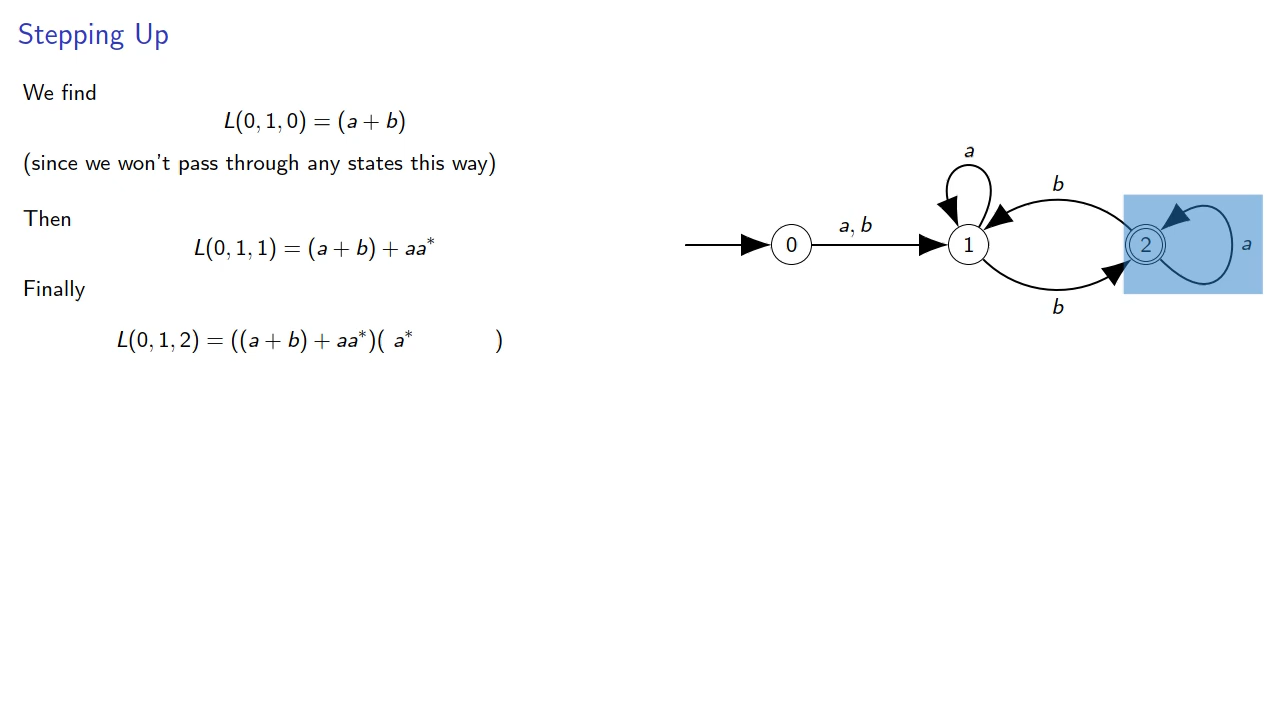 Stepping Up
We find
L(0, 1, 0) = (a + b)
(since we won't pass through any states this way)
Then
L(0, 1, 1) = (a + b) + aa*
Finally
L(0, 1, 2) = ((a + b) + aa*)( a* )
a
b
a, b
0
1
2
a
b